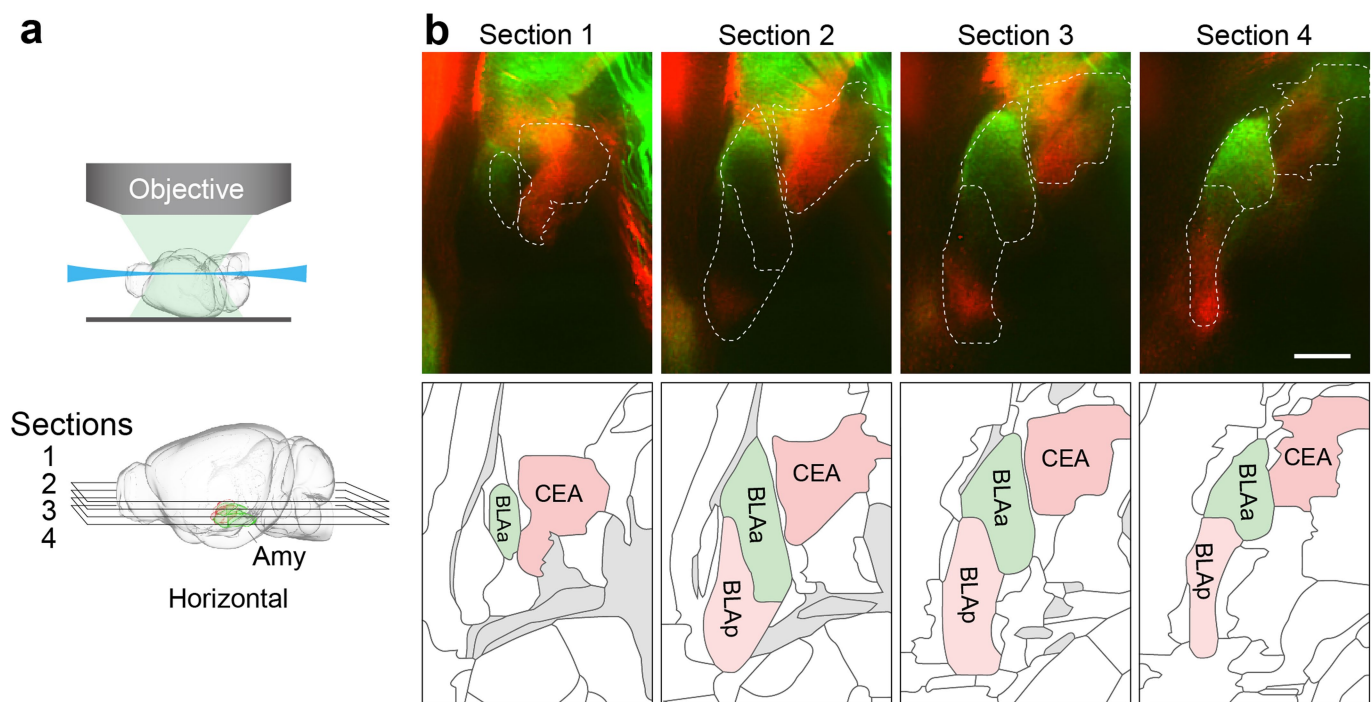 a
Objective
Sections
1
2
3
4
Amy
Horizontal
b
Section 1 Section 2 Section 3 Section 4
BLAa CEA
BLAa BLAp CEA
BLAa BLAp CEA
BLAa BLAp CEA